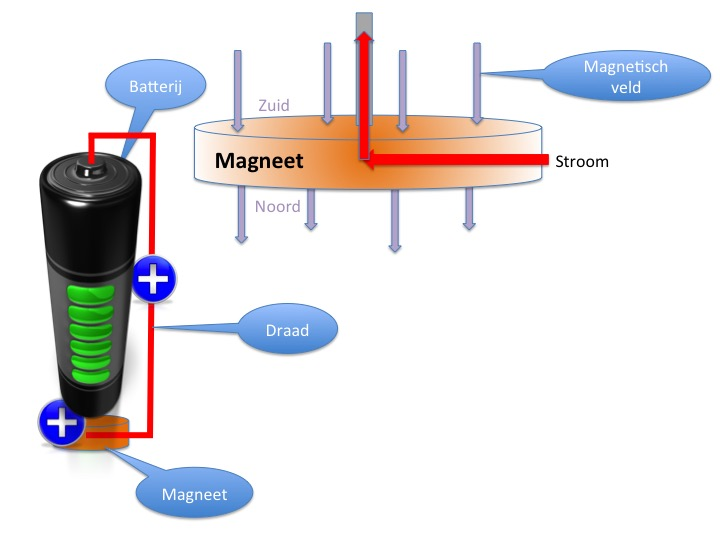 Batterij
Magnetisch
veld
Zuid
Magneet
Stroom
Noord
Draad
Magneet